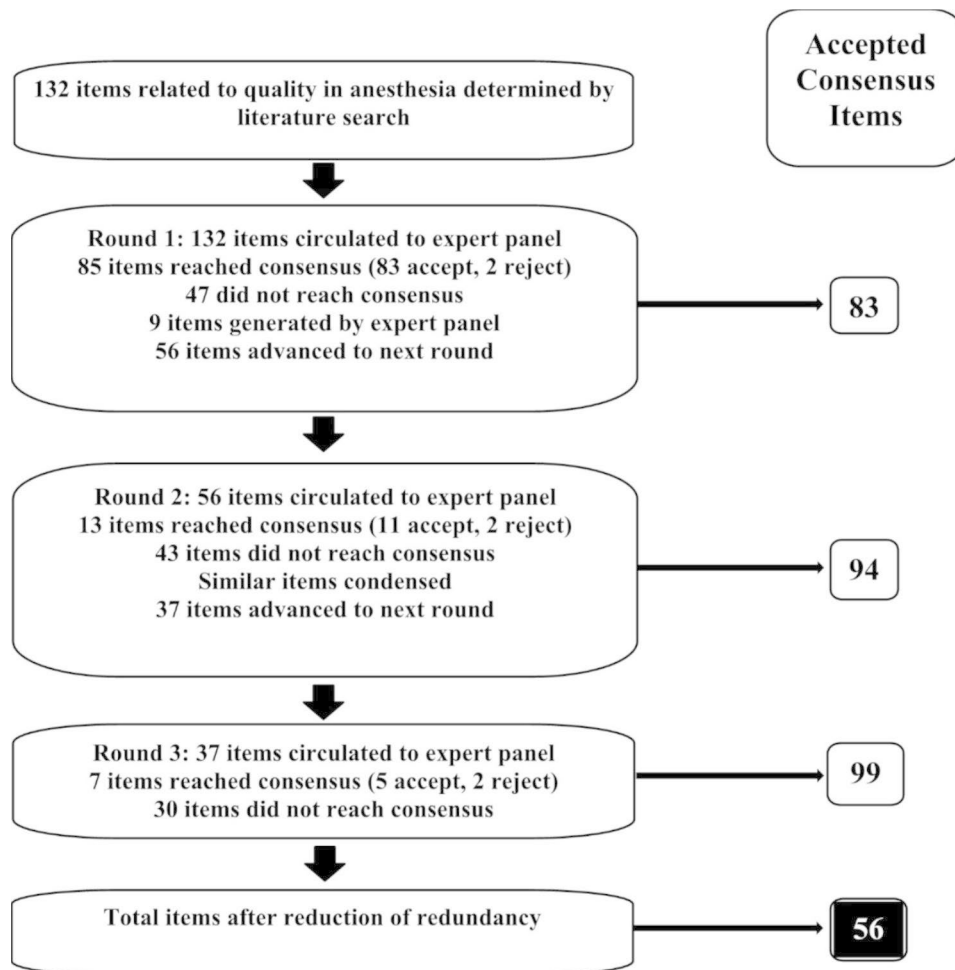 Accepted
Consensus
Items
132 items related to quality in anesthesia determined by
literature search
Round 1: 132 items circulated to expert panel
85 items reached consensus (83 accept, 2 reject)
47 did not reach consensus
9 items generated by expert panel
56 items advanced to next round
83
Round 2: 56 items circulated to expert panel
13 items reached consensus (11 accept, 2 reject)
43 items did not reach consensus
Similar items condensed
37 items advanced to next round
94
Round 3: 37 items circulated to expert panel
7 items reached consensus (5 accept, 2 reject)
30 items did not reach consensus
99
Total items after reduction of redundancy
56